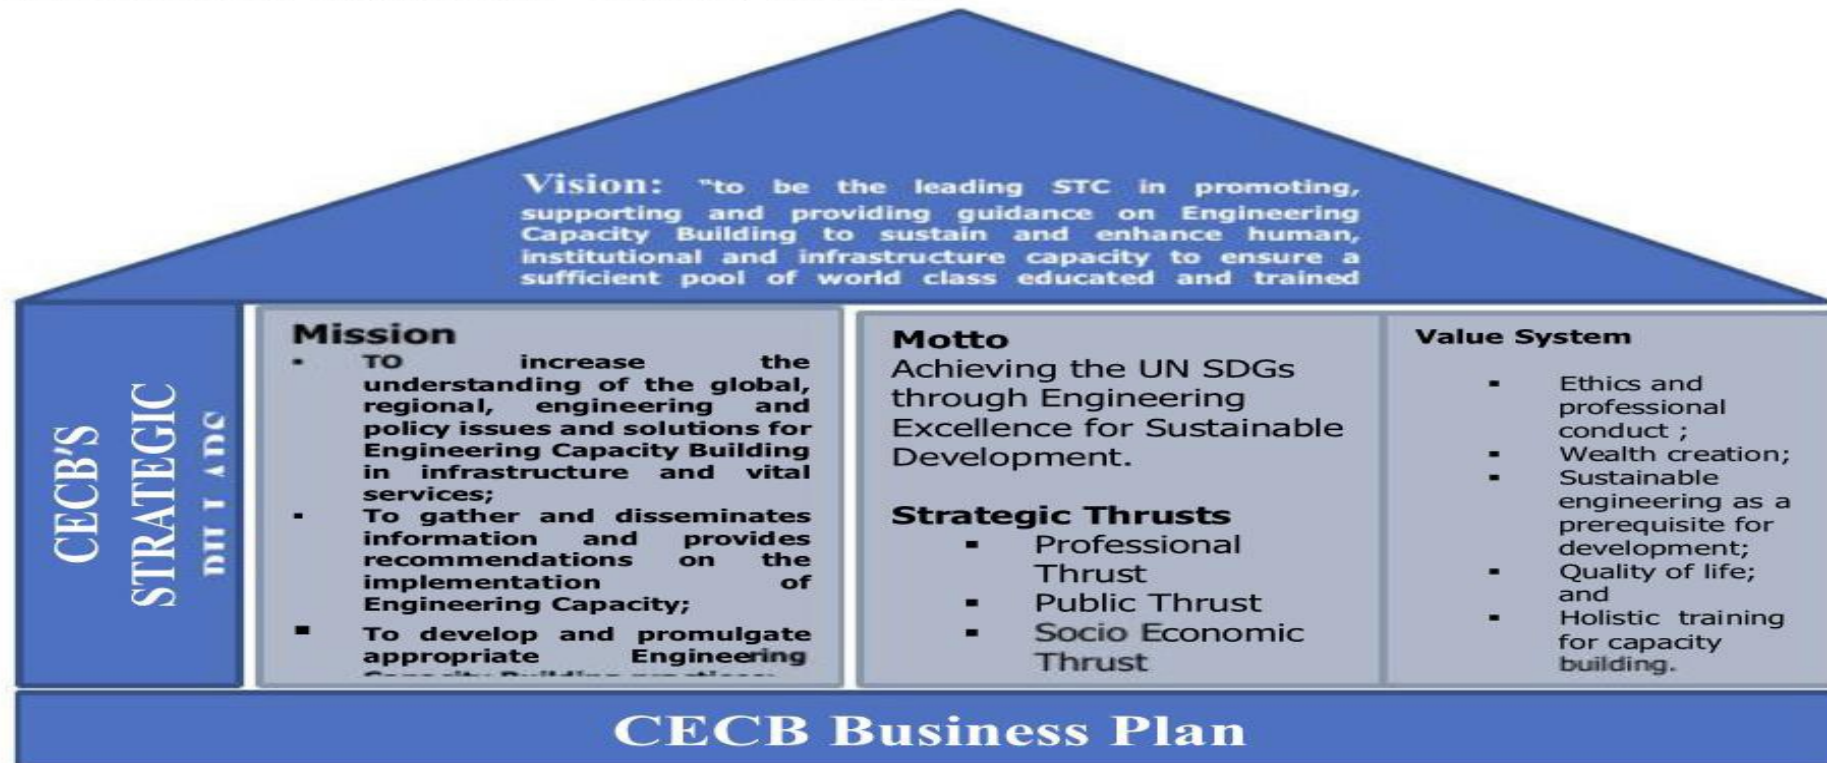 Vision: "to be the leading STC in promoting,
supporting and providing guidance on Engineering
Capacity Building to sustain and enhance human,
institutional and infrastructure capacity to ensure a
sufficient pool of world class educated and trained
CECB'S
STRATEGIC
Mission
▪ TO increase the
understanding of the global,
regional, engineering and
policy issues and solutions for
Engineering Capacity Building
in infrastructure and vital
services;
▪ To gather and disseminates
information and provides
recommendations on the
implementation of
Engineering Capacity;
▪ To develop and promulgate
appropriate Engineering
Motto
Achieving the UN SDGs
through Engineering
Excellence for Sustainable
Development.
Strategic Thrusts
▪ Professional
Thrust
▪ Public Thrust
▪ Socio Economic
Thrust
Value System
▪ Ethics and
professional
conduct ;
▪ Wealth creation;
▪ Sustainable
engineering as a
prerequisite for
development;
▪ Quality of life;
and
▪ Holistic training
for capacity
building.
CECB Business Plan